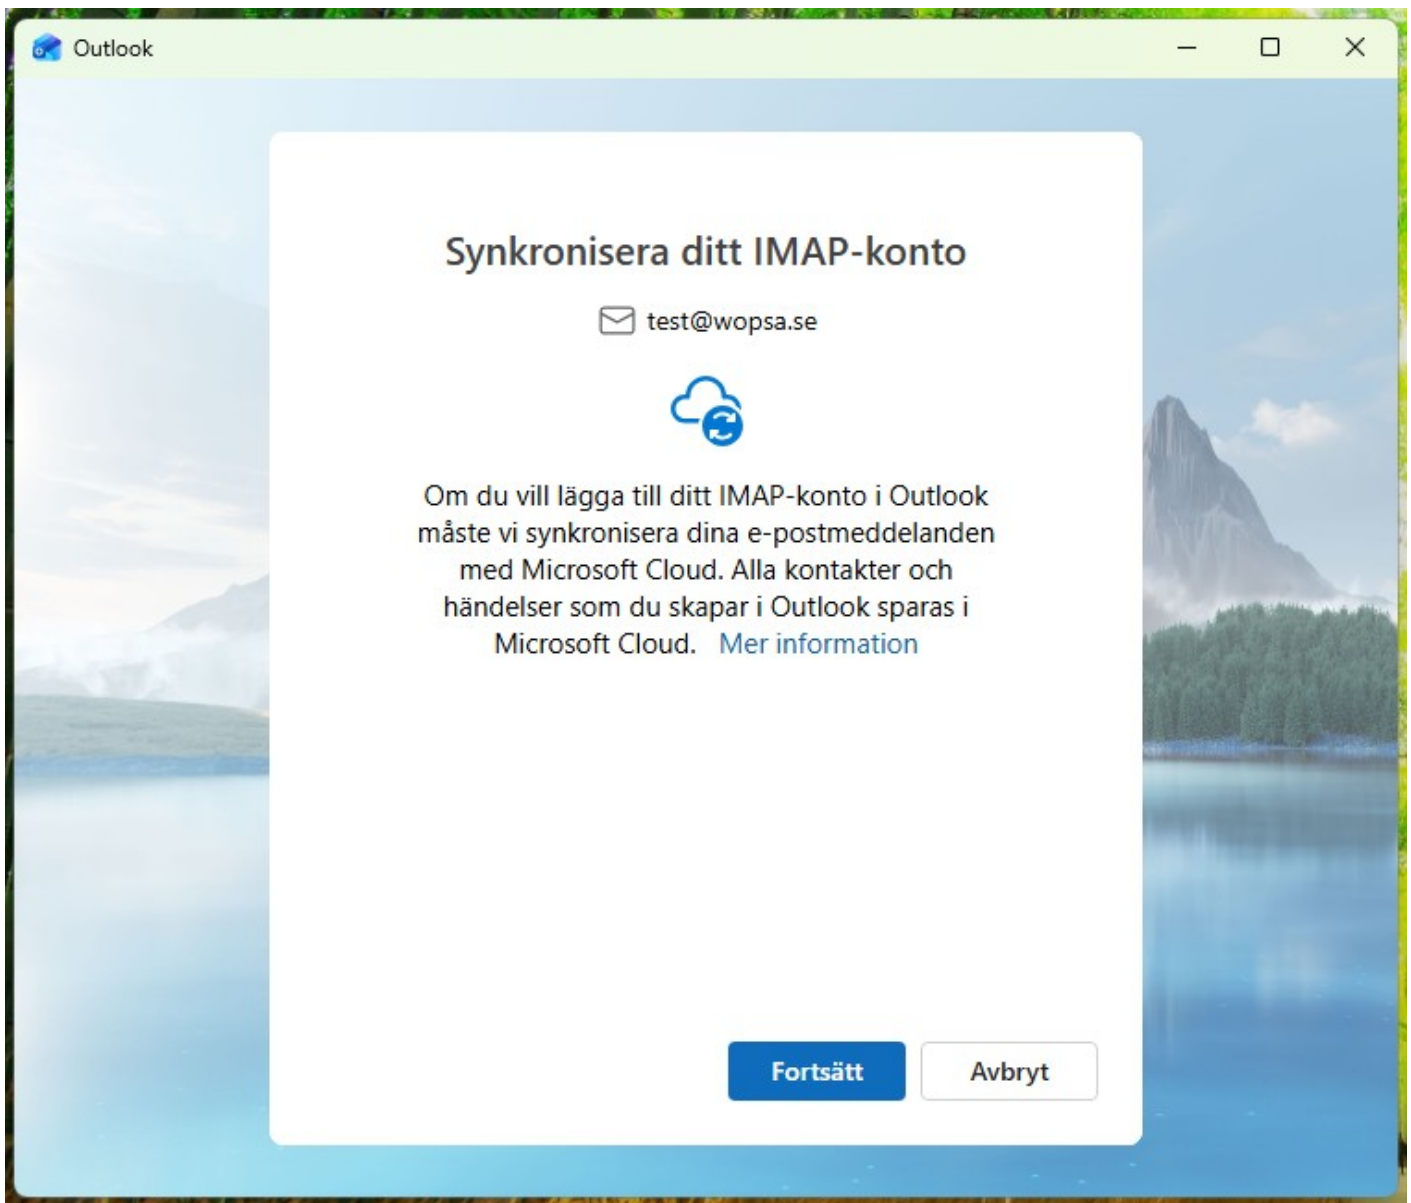 Outlook
Synkronisera ditt IMAP-konto
test@wopsa.se
Om du vill lägga till ditt IMAP-konto i Outlook
måste vi synkronisera dina e-postmeddelanden
med Microsoft Cloud. Alla kontakter och
händelser som du skapar i Outlook sparas i
Microsoft Cloud. Mer information
Fortsätt Avbryt